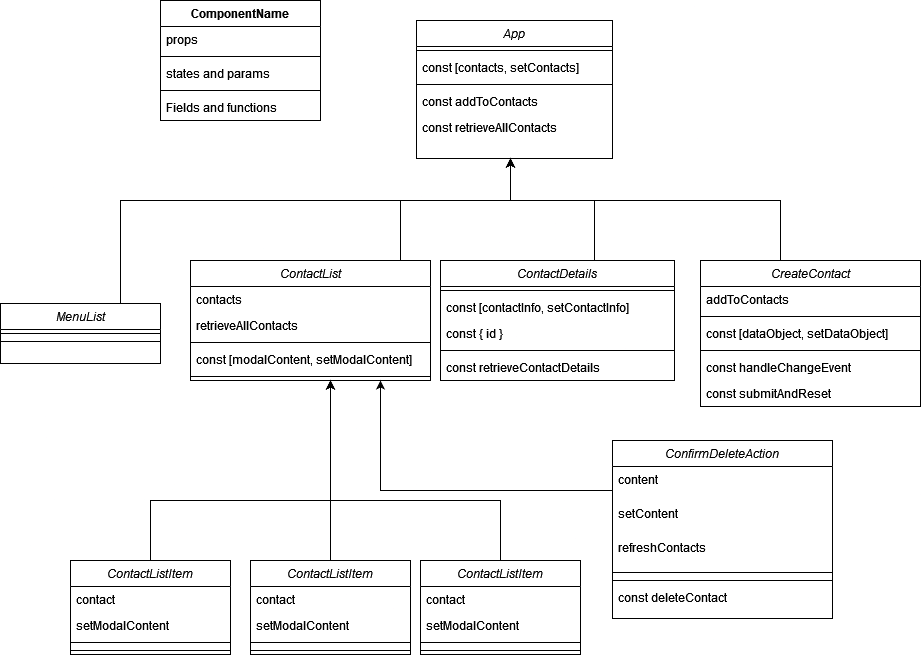 ComponentName
props
states and params
Fields and functions
App
const [contacts, setContacts]
const addToContacts
const retrieveAllContacts
MenuList
ContactList
contacts
retrieveAllContacts
const [modalContent, setModalContent]
ContactDetails
const [contactInfo, setContactInfo]
const { id }
const retrieveContactDetails
CreateContact
addToContacts
const [dataObject, setDataObject]
const handleChangeEvent
const submitAndReset
ConfirmDeleteAction
content
setContent
refreshContacts
const deleteContact
ContactListItem
contact
setModalContent
ContactListItem
contact
setModalContent
ContactListItem
contact
setModalContent